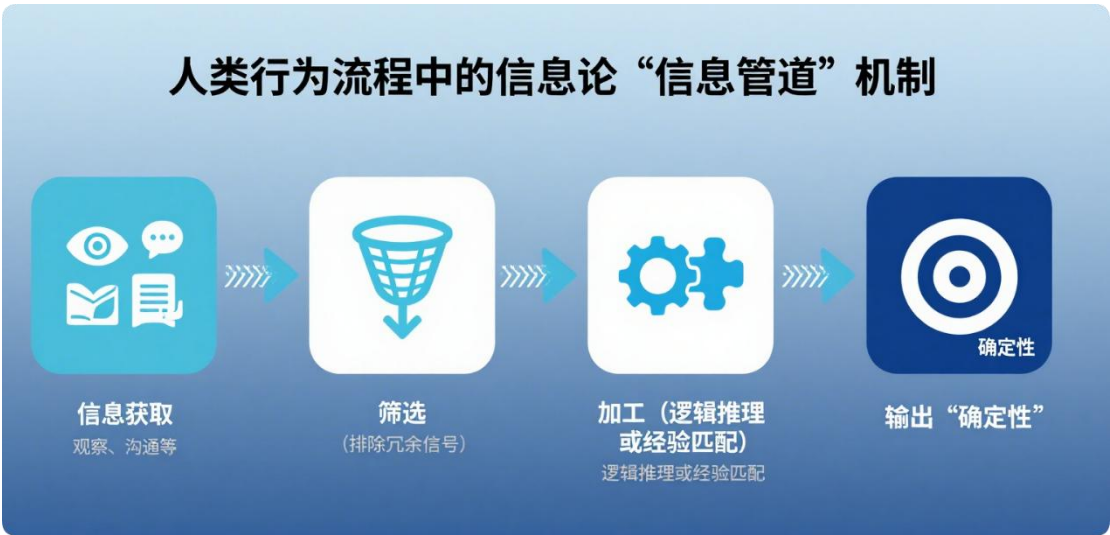 人类行为流程中的信息论“信息管道”机制
确定性
信息获取
观察、沟通等
筛选
（排除冗余信号）
加工（逻辑推理
或经验匹配）
逻辑推理或经验匹配
输出“确定性”